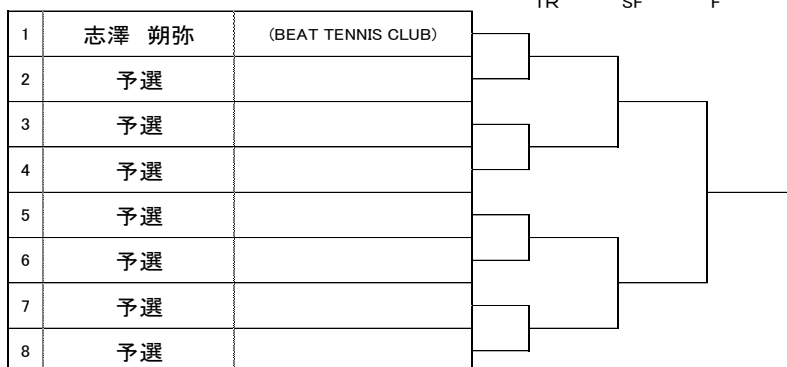 1R SF F
1 志澤 朔弥 (BEAT TENNIS CLUB)
2 予選
3 予選
4 予選
5 予選
6 予選
7 予選
8 予選